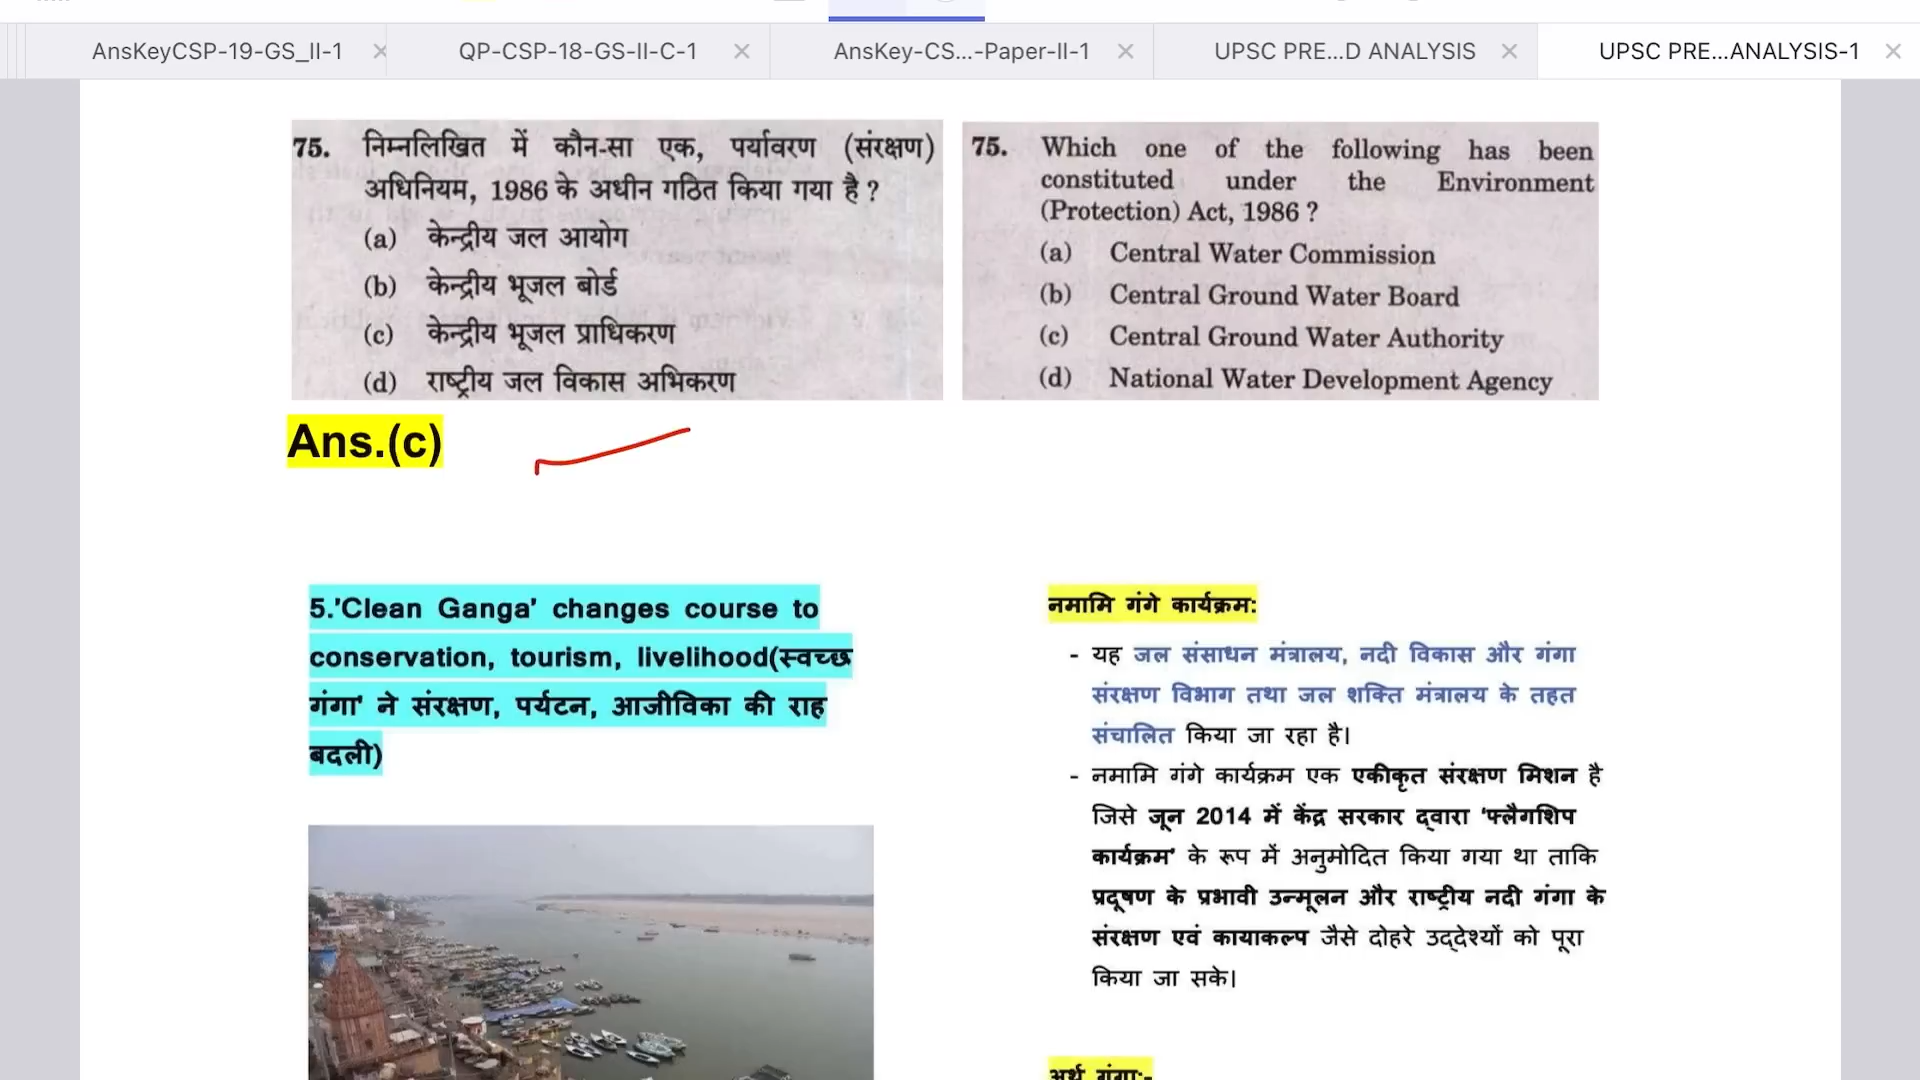 AnsKeyCSP-19-GS_II-1
QP-CSP-18-GS-II-C-1
AnsKey-CS...-Paper-II-1
UPSC PRE...D ANALYSIS
UPSC PRE...ANALYSIS-1
75. निम्नलिखित में कौन-सा एक, पर्यावरण (संरक्षण)
अधिनियम, 1986 के अधीन गठित किया गया है ?
(a) केन्द्रीय जल आयोग
(b) केन्द्रीय भूजल बोर्ड
(c) केन्द्रीय भूजल प्राधिकरण
(d) राष्ट्रीय जल विकास अभिकरण
75. Which one of the following has been
constituted under the Environment
(Protection) Act, 1986 ?
(a) Central Water Commission
(b) Central Ground Water Board
(c) Central Ground Water Authority
(d) National Water Development Agency
Ans.(c)
5.'Clean Ganga' changes course to
conservation, tourism, livelihood(स्वच्छ
गंगा' ने संरक्षण, पर्यटन, आजीविका की राह
बदली)
नमामि गंगे कार्यक्रम:
- यह जल संसाधन मंत्रालय, नदी विकास और गंगा
संरक्षण विभाग तथा जल शक्ति मंत्रालय के तहत
संचालित किया जा रहा है।
- नमामि गंगे कार्यक्रम एक एकीकृत संरक्षण मिशन है
जिसे जून 2014 में केंद्र सरकार द्वारा 'फ्लैगशिप
कार्यक्रम' के रूप में अनुमोदित किया गया था ताकि
प्रदूषण के प्रभावी उन्मूलन और राष्ट्रीय नदी गंगा के
संरक्षण एवं कायाकल्प जैसे दोहरे उद्देश्यों को पूरा
किया जा सके।
अर्थ गंगा:-